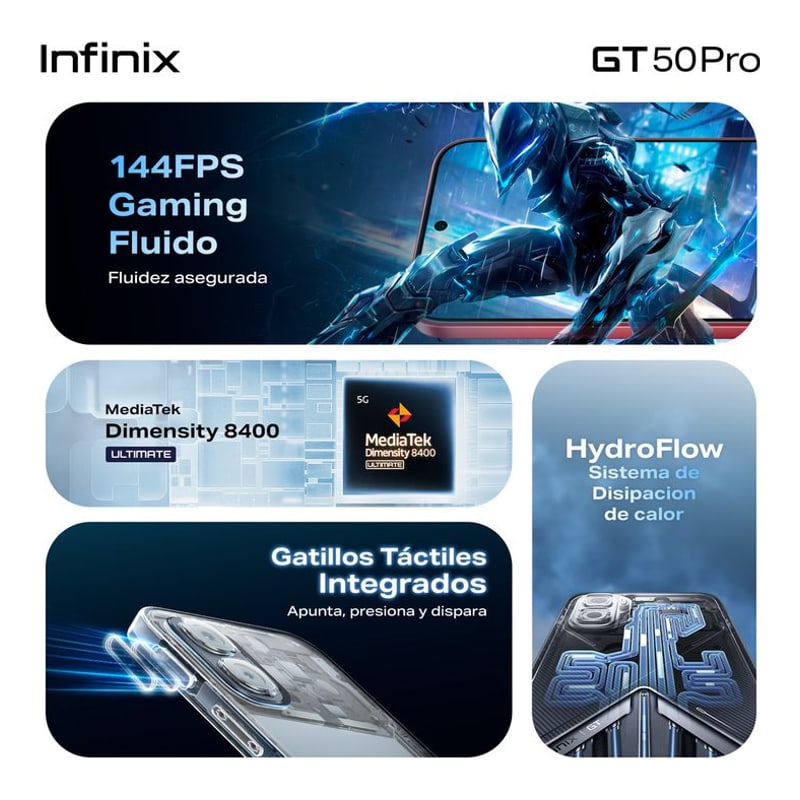 Infinix
GT 50 Pro
144FPS
Gaming
Fluido
Fluidez asegurada
MediaTek
Dimensity 8400
ULTIMATE
5G
MediaTek
Dimensity 8400
ULTIMATE
HydroFlow
Sistema de
Disipacion
de calor
Gatillos Táctiles
Integrados
Apunta, presiona y dispara
GT